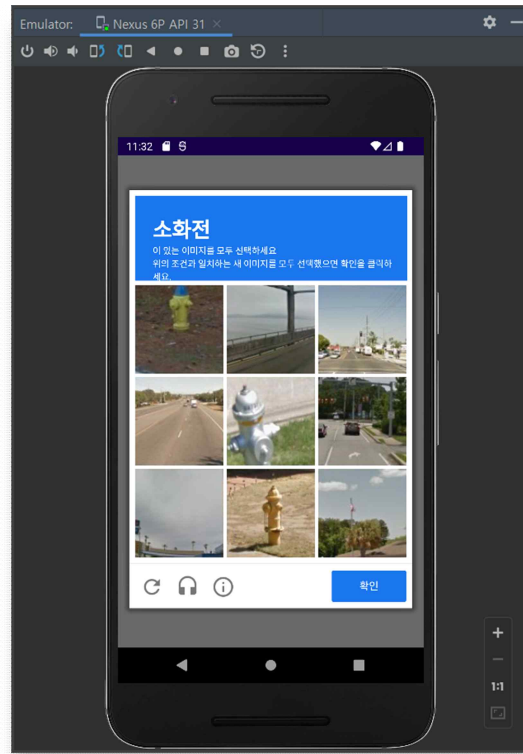 Emulator: Nexus 6P API 31
11:32
소화전
이 있는 이미지를 모두 선택하세요
위의 조건과 일치하는 새 이미지를 모두 선택했으면 확인을 클릭하
세요.
확인
1:1